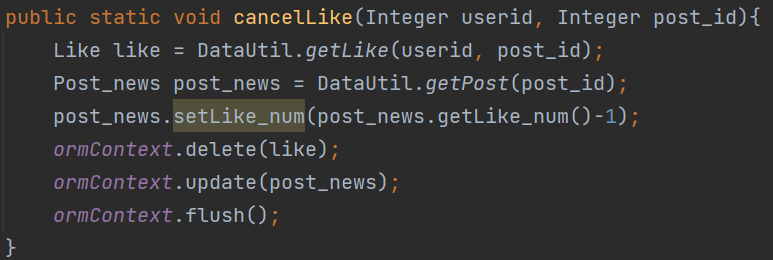 public static void cancelLike(Integer userid, Integer post_id){
    Like like = DataUtil.getLike(userid, post_id);
    Post_news post_news = DataUtil.getPost(post_id);
    post_news.setLike_num(post_news.getLike_num()-1);
    ormContext.delete(like);
    ormContext.update(post_news);
    ormContext.flush();
}